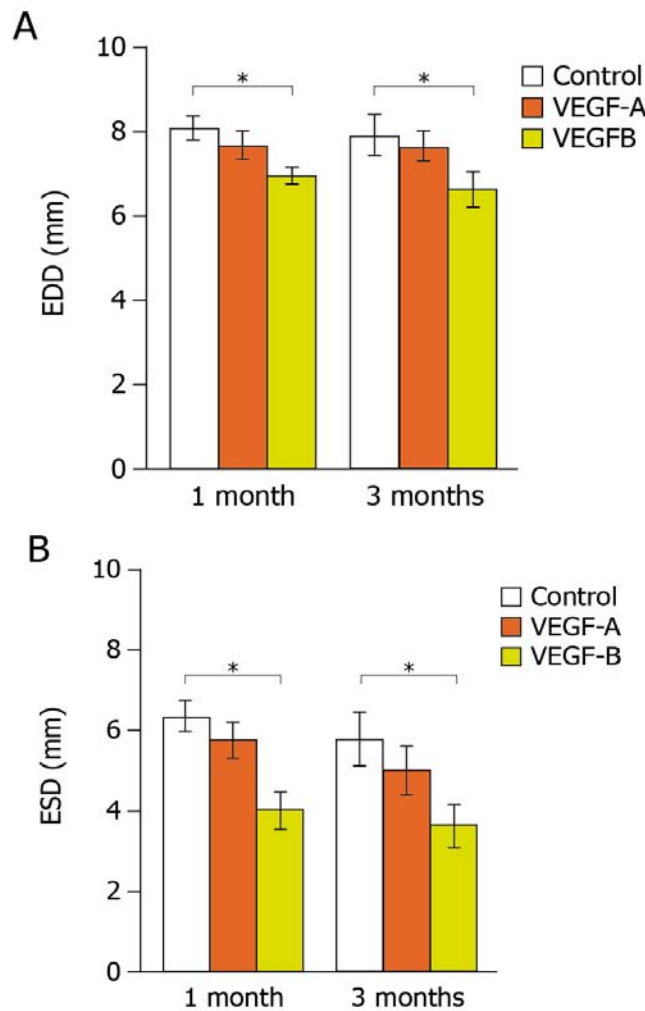 A
10
8
6
4
2
0
EDD (mm)
*
*
Control
VEGF-A
VEGFB
1 month
3 months
B
10
8
6
4
2
0
ESD (mm)
*
*
Control
VEGF-A
VEGF-B
1 month
3 months